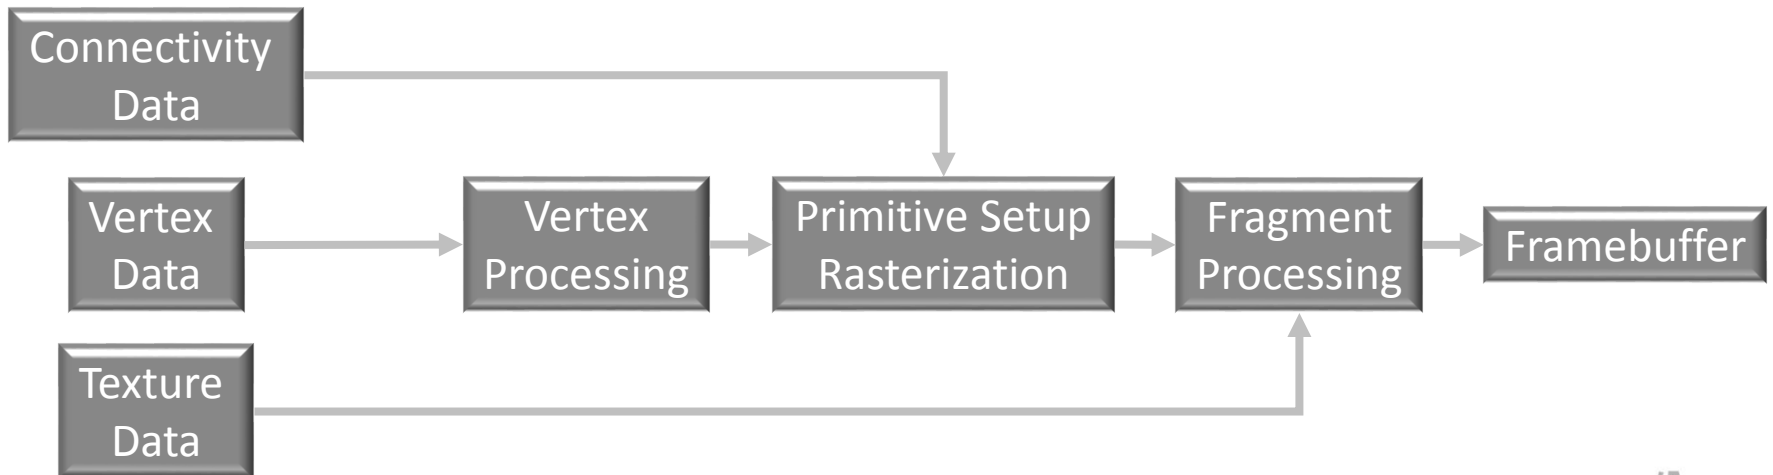 Connectivity
Data
Vertex
Data
Vertex
Processing
Primitive Setup
Rasterization
Fragment
Processing
Framebuffer
Texture
Data